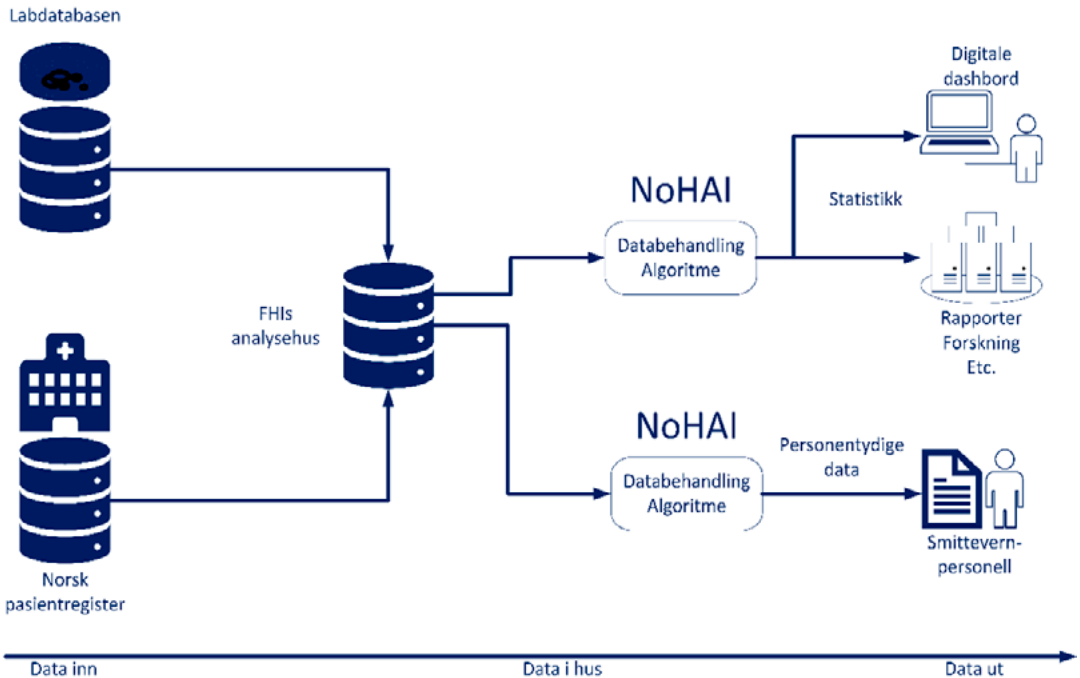 Labdatabasen
Digitale
dashbord
NoHAI
Databehandling
Algoritme
Statistikk
FHIs
analysehus
Rapporter
Forskning
Etc.
NoHAI
Databehandling
Algoritme
Personentydige
data
Smittevern-
personell
Norsk
pasientregister
Data inn
Data i hus
Data ut